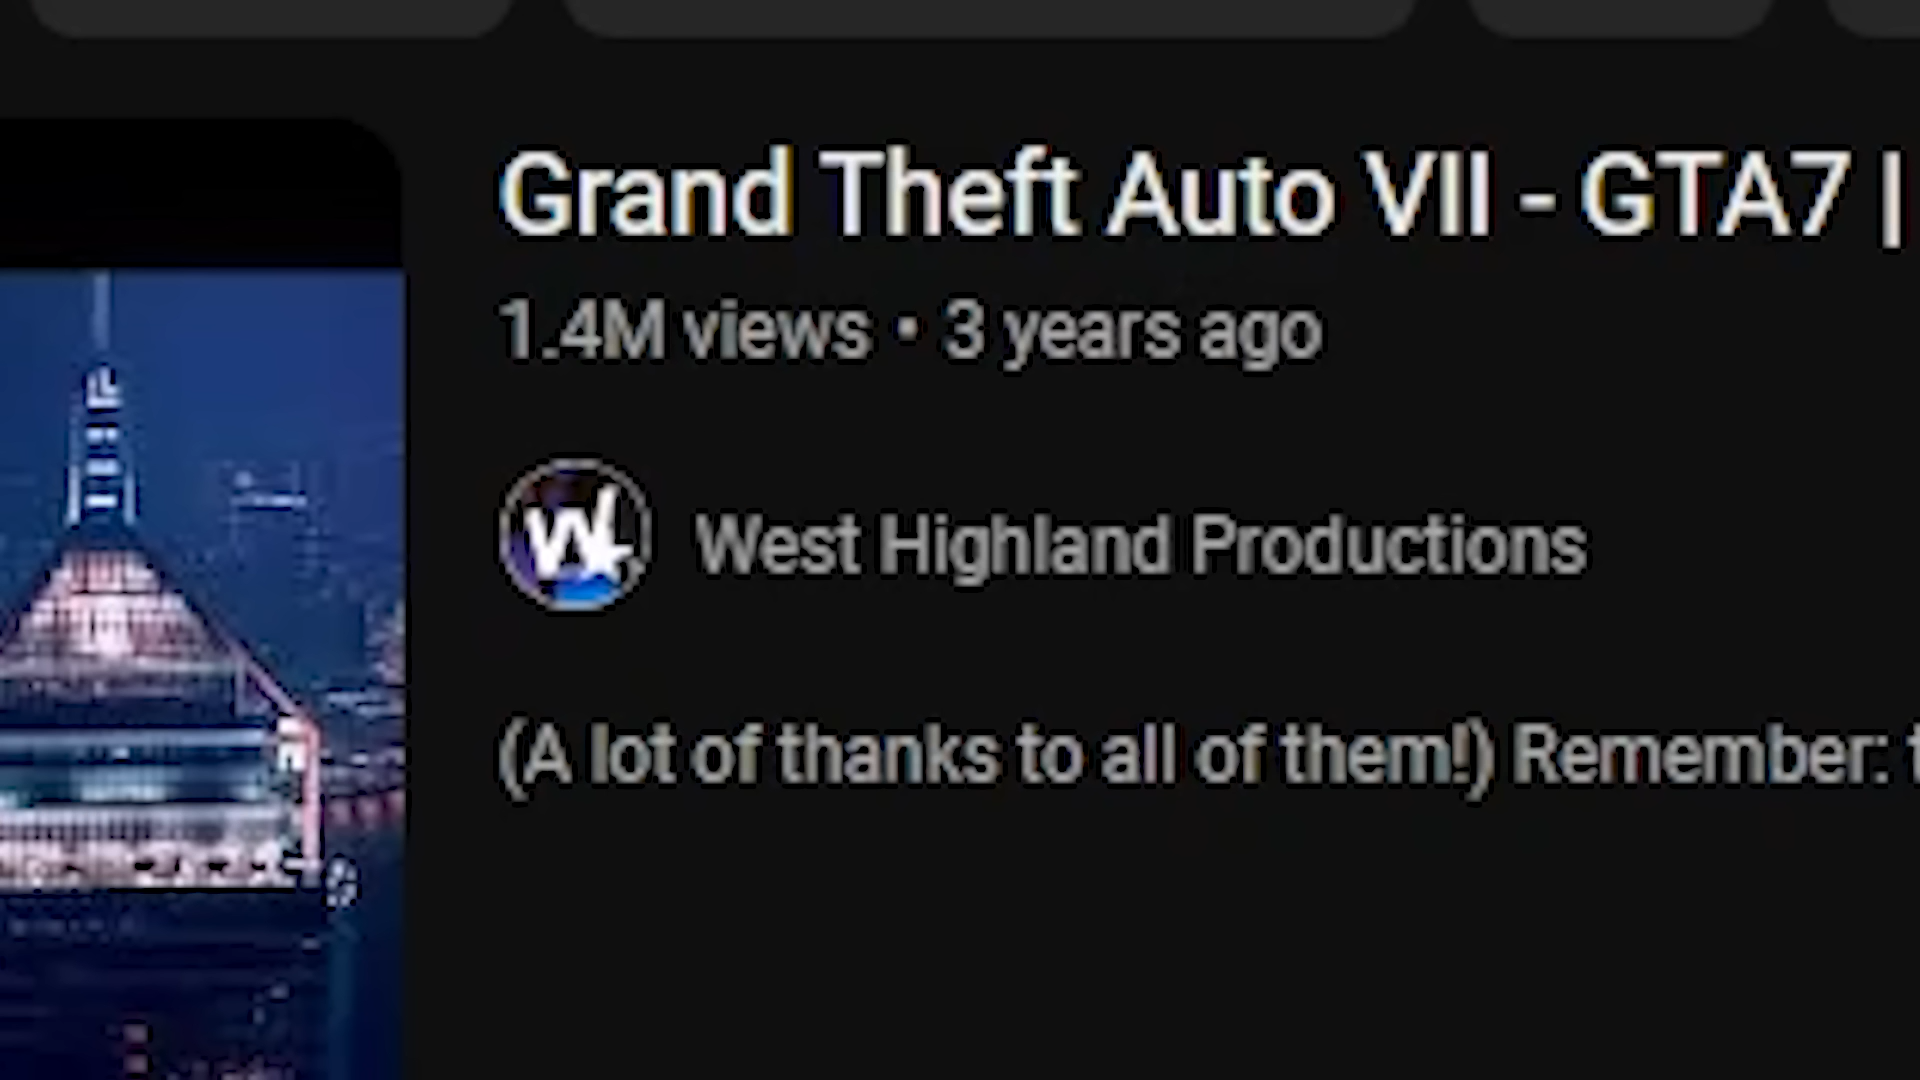 Grand Theft Auto VII - GTA7 |
1.4M views • 3 years ago
West Highland Productions
(A lot of thanks to all of them!) Remember: